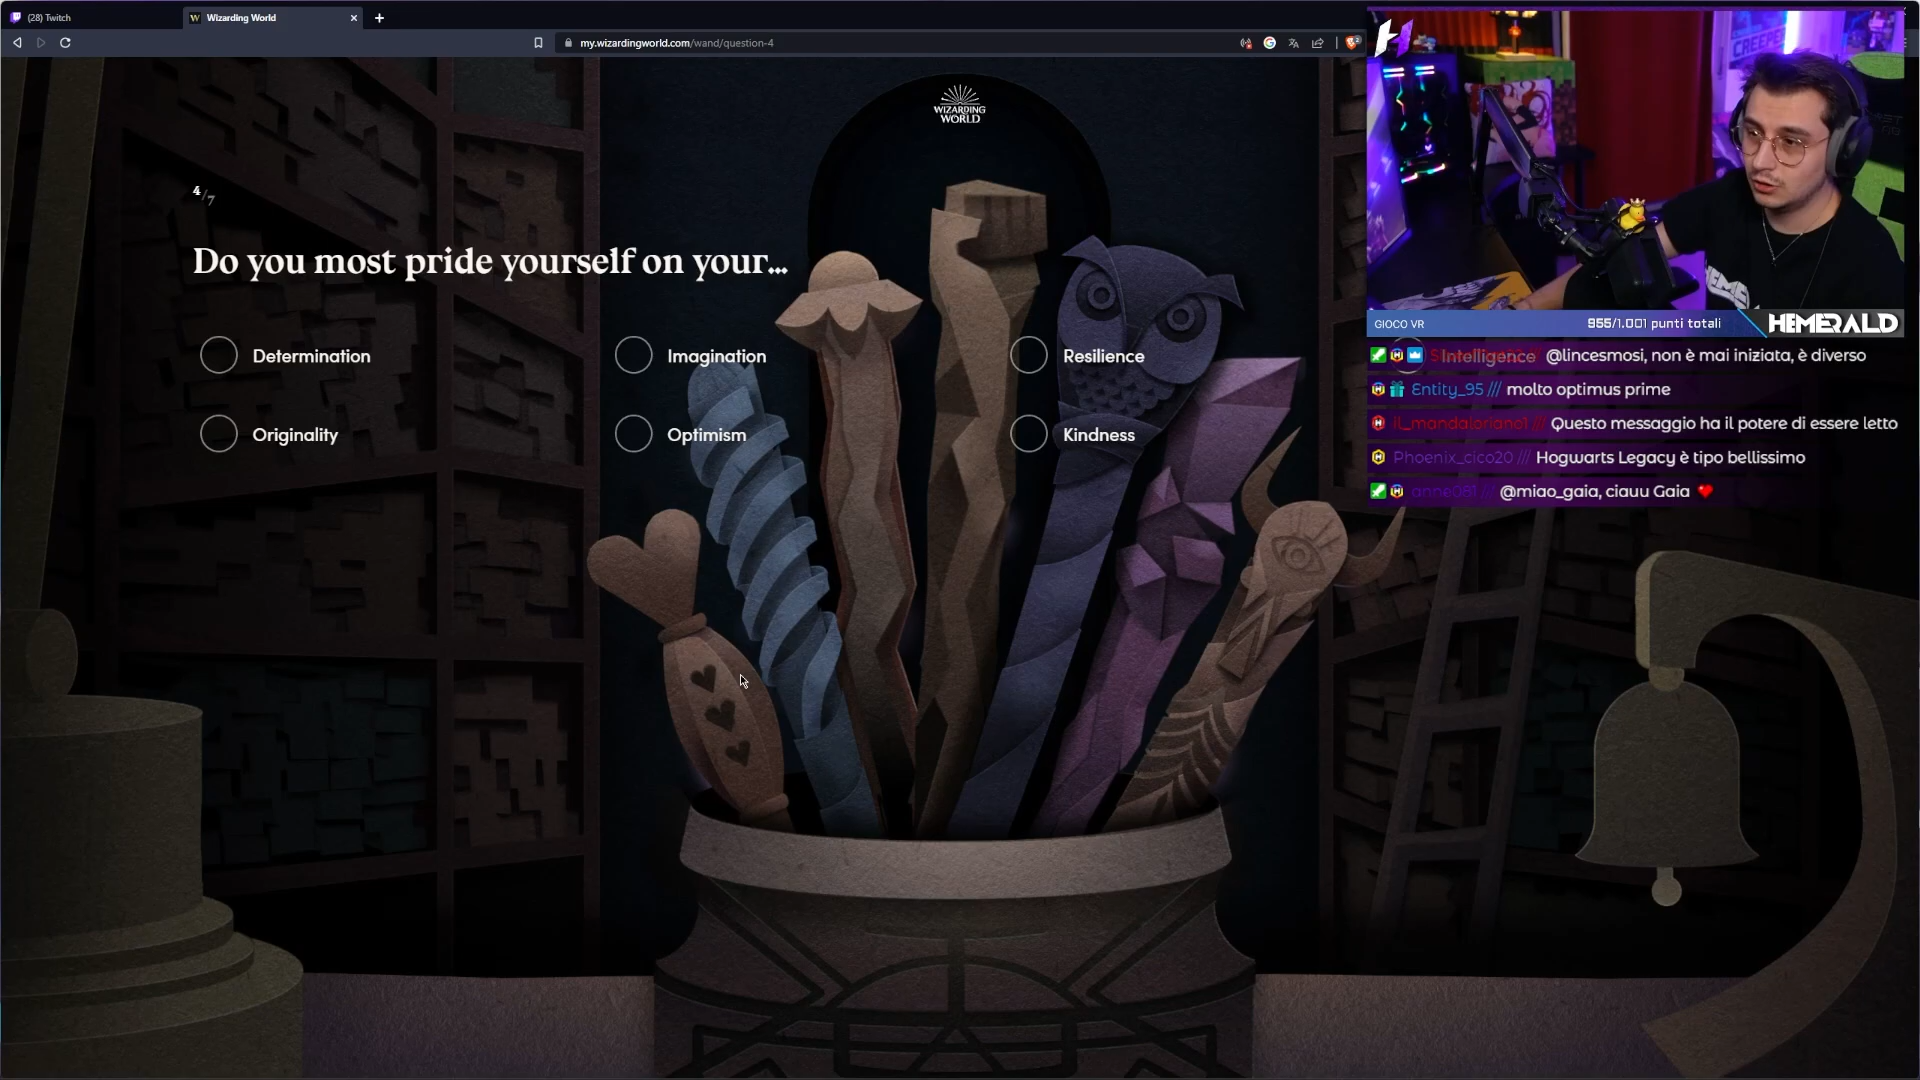 (28) Twitch
Wizarding World
my.wizardingworld.com/wand/question-4
WIZARDING
WORLD
4/7
Do you most pride yourself on your...
Determination
Imagination
Resilience
Intelligence
Originality
Optimism
Kindness
CREEPER
GIOCO VR
955/1.001 punti totali
HEMERALD
@lincesmosi, non è mai iniziata, è diverso
Entity_95 /// molto optimus prime
il_mandaloriano1 /// Questo messaggio ha il potere di essere letto
Phoenix_cico20 /// Hogwarts Legacy è tipo bellissimo
anne081 /// @miao_gaia, ciauu Gaia ❤️